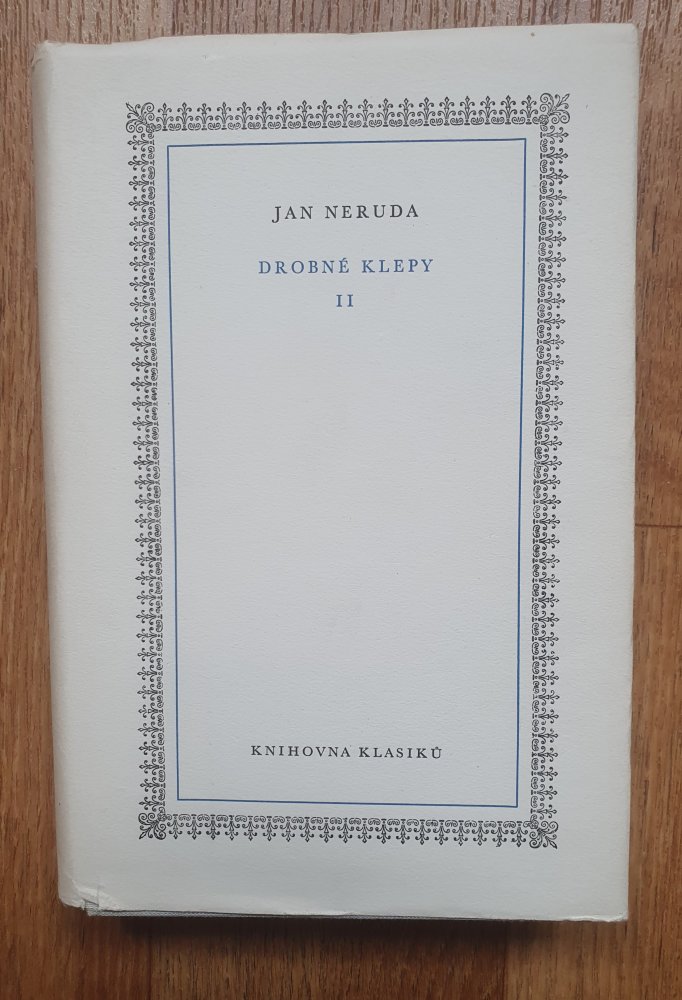 JAN NERUDA
DROBNÉ KLEPY
II
KNIHOVNA KLASIKŮ